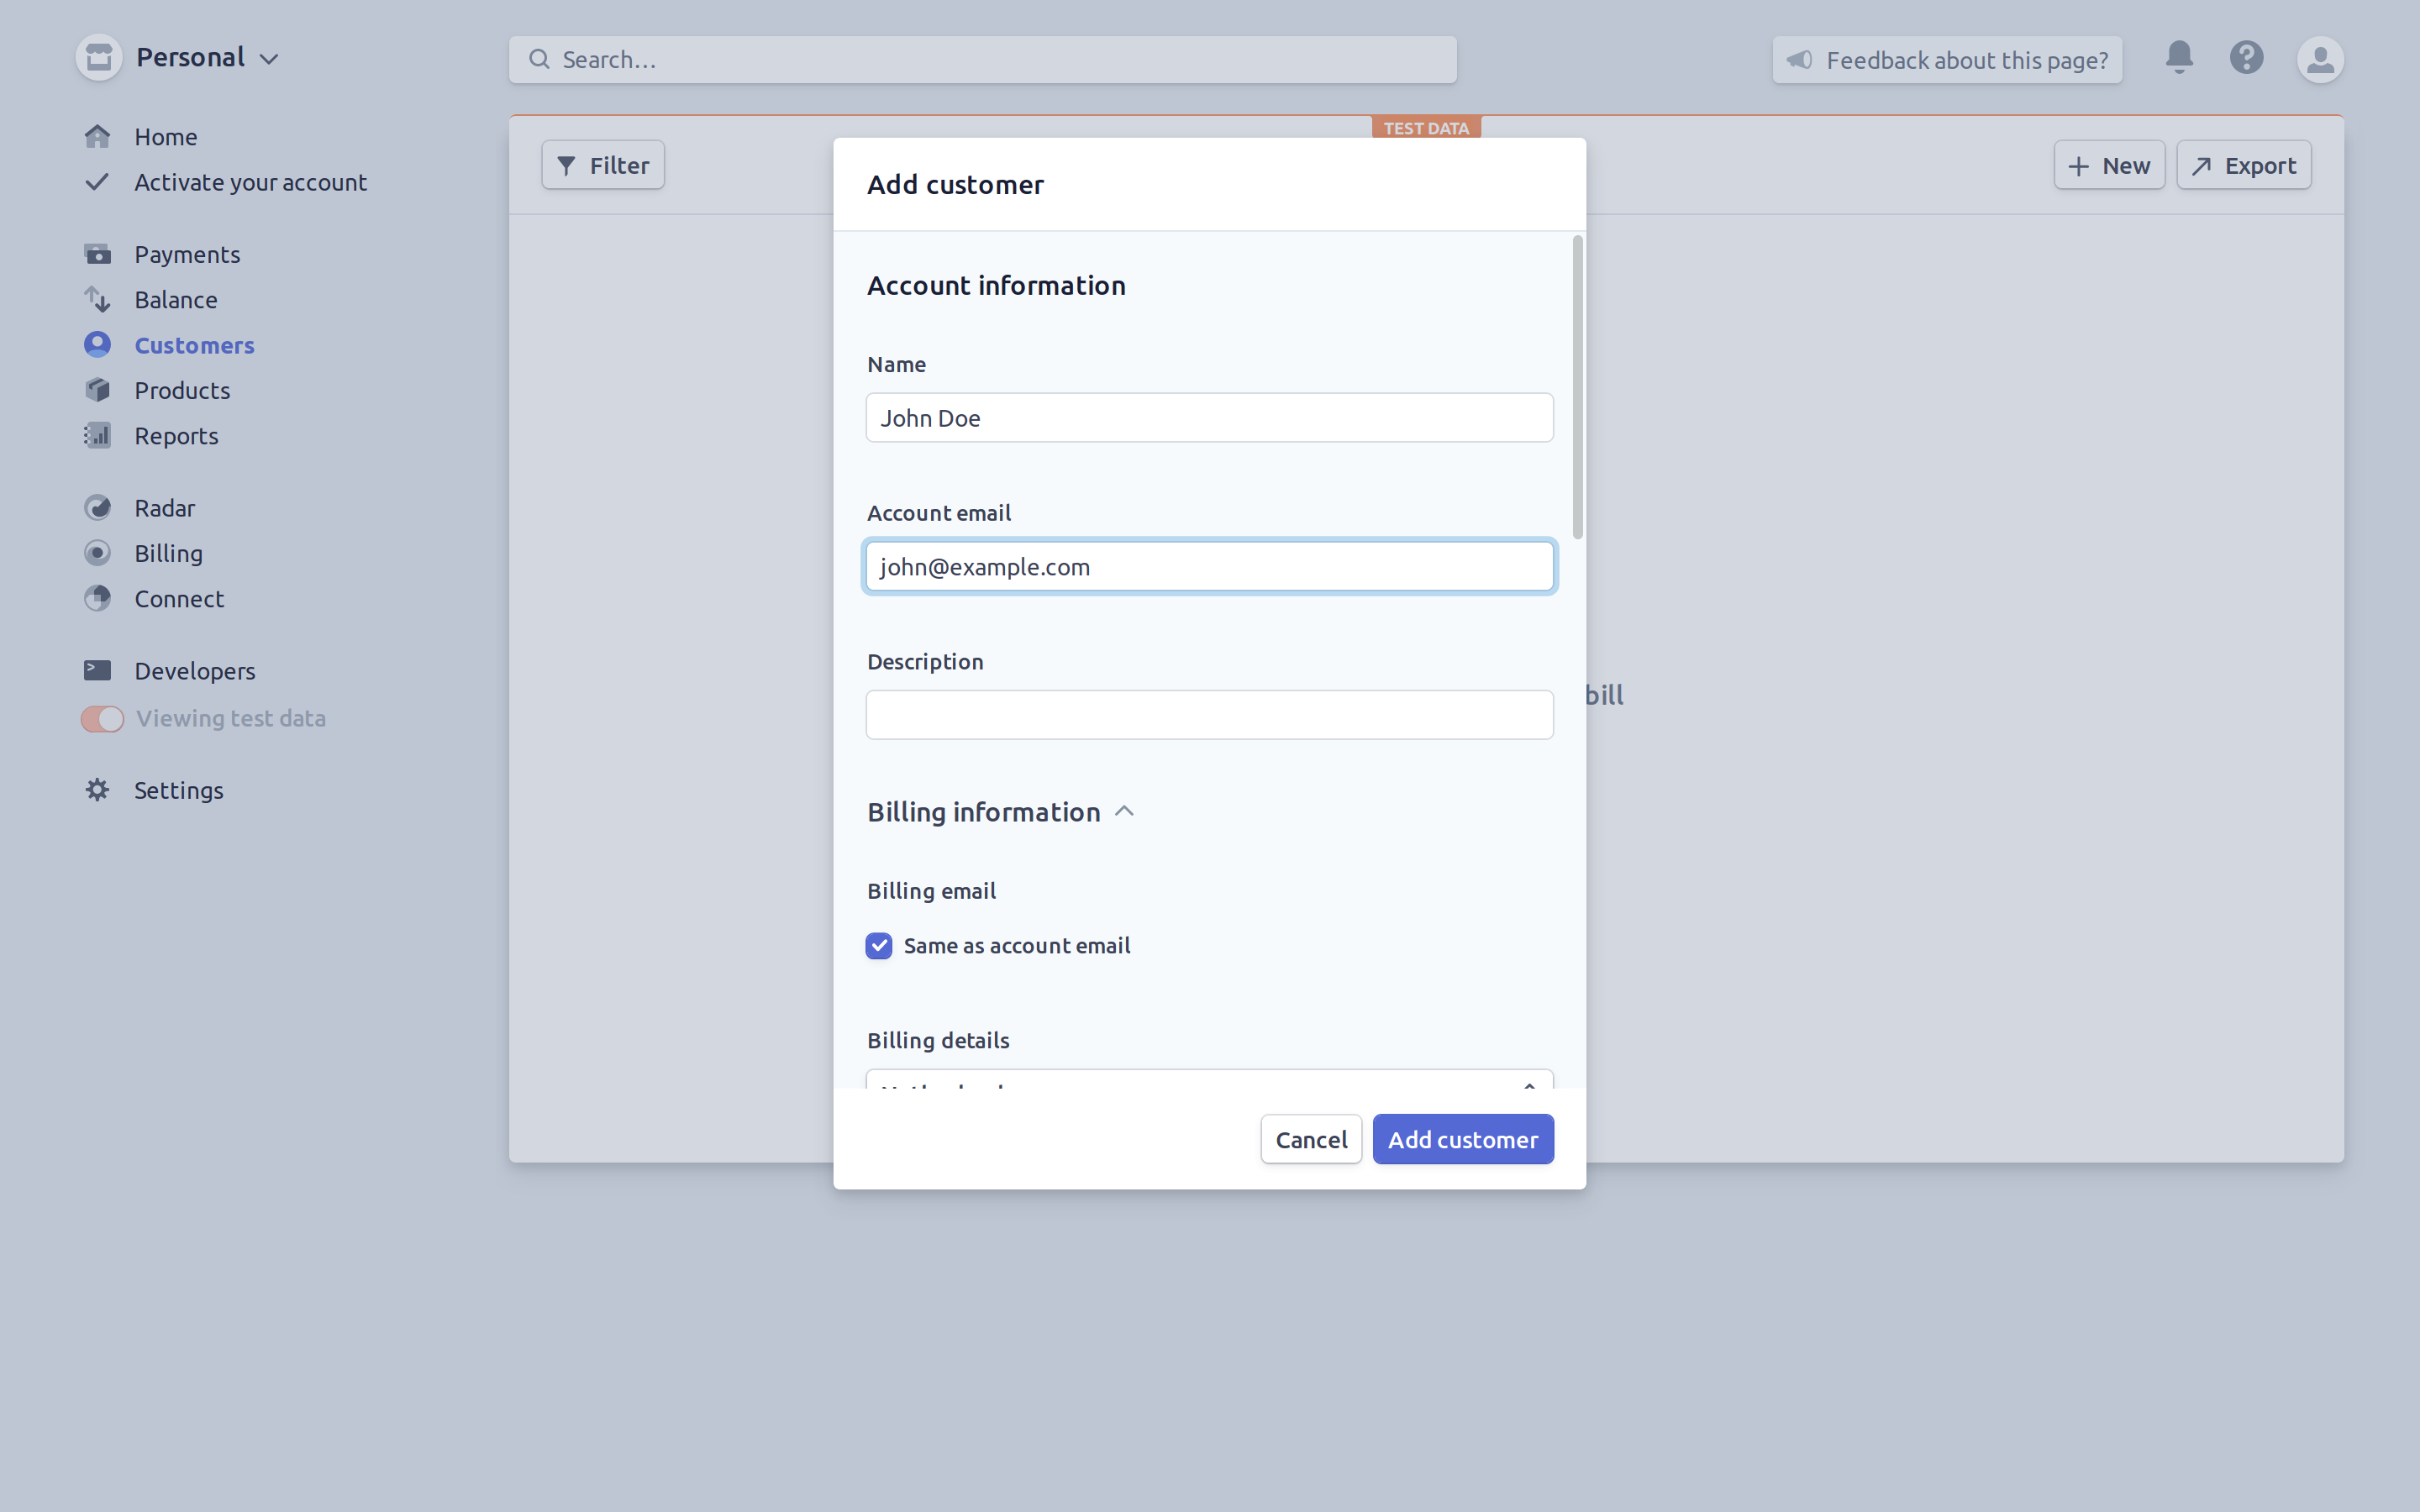 Personal
Search...
Feedback about this page?
Home
Activate your account
Payments
Balance
Customers
Products
Reports
Radar
Billing
Connect
Developers
Viewing test data
Settings
TEST DATA
Filter
New
Export
Add customer
Account information
Name
John Doe
Account email
john@example.com
Description
bill
Billing information
Billing email
Same as account email
Billing details
Cancel
Add customer